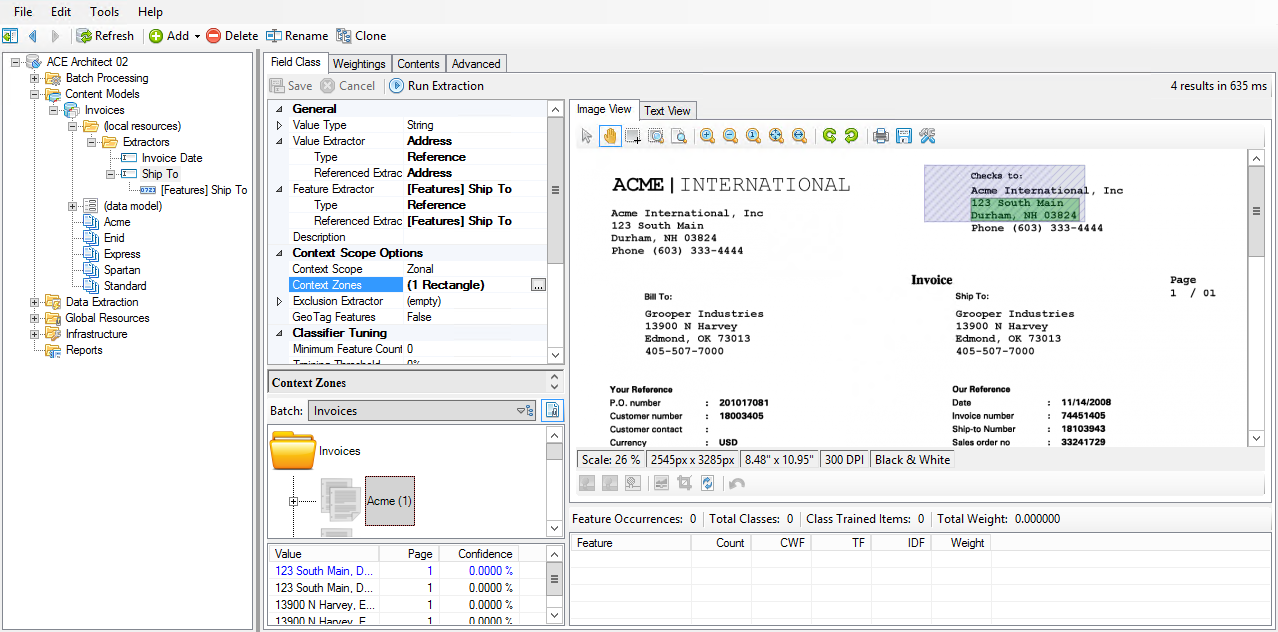 File Edit Tools Help
Refresh Add Delete Rename Clone
ACE Architect 02
Batch Processing
Content Models
Invoices
(local resources)
Extractors
Invoice Date
Ship To
[Features] Ship To
(data model)
Acme
Enid
Express
Spartan
Standard
Data Extraction
Global Resources
Infrastructure
Reports
Field Class Weightings Contents Advanced
Save Cancel Run Extraction 4 results in 635 ms
General
Value Type String
Value Extractor Address
Type Reference
Referenced Extrac Address
Feature Extractor [Features] Ship To
Type Reference
Referenced Extrac [Features] Ship To
Description
Context Scope Options
Context Scope Zonal
Context Zones (1 Rectangle) ...
Exclusion Extractor (empty)
GeoTag Features False
Classifier Tuning
Minimum Feature Count 0
Training Threshold 0%
Context Zones
Batch: Invoices
Invoices
Acme (1)
Value Page Confidence
123 South Main, D... 1 0.0000 %
123 South Main, D... 1 0.0000 %
13900 N Harvey, E... 1 0.0000 %
13900 N Harvey, E... 1 0.0000 %
Image View Text View
ACME | INTERNATIONAL
Acme International, Inc
123 South Main
Durham, NH 03824
Phone (603) 333-4444
Checks to:
Acme International, Inc
123 South Main
Durham, NH 03824
Phone (603) 333-4444
Invoice
Page
1 / 01
Bill To:
Grooper Industries
13900 N Harvey
Edmond, OK 73013
405-507-7000
Ship To:
Grooper Industries
13900 N Harvey
Edmond, OK 73013
405-507-7000
Your Reference
P.O. number : 201017081
Customer number : 18003405
Customer contact :
Currency : USD
Our Reference
Date : 11/14/2008
Invoice number : 74451405
Ship-to Number : 18103943
Sales order no : 33241729
Scale: 26 % 2545px x 3285px 8.48" x 10.95" 300 DPI Black & White
Feature Occurrences: 0 Total Classes: 0 Class Trained Items: 0 Total Weight: 0.000000
Feature Count CWF TF IDF Weight